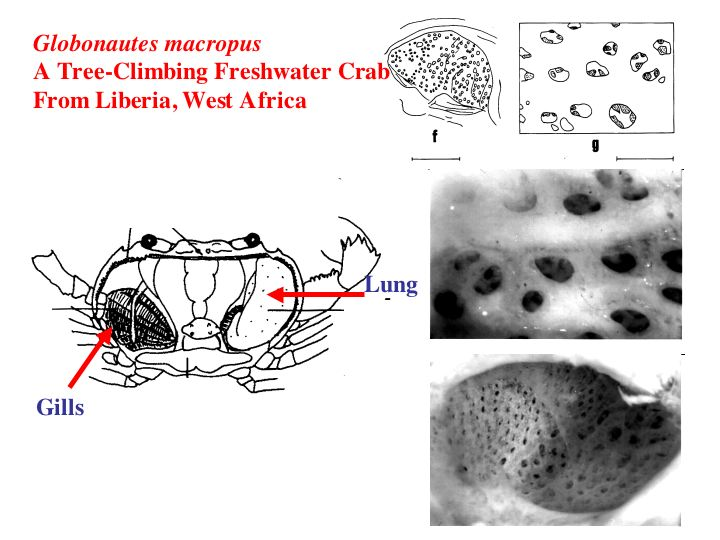 Globonautes macropus
A Tree-Climbing Freshwater Crab
From Liberia, West Africa
f
g
Lung
Gills